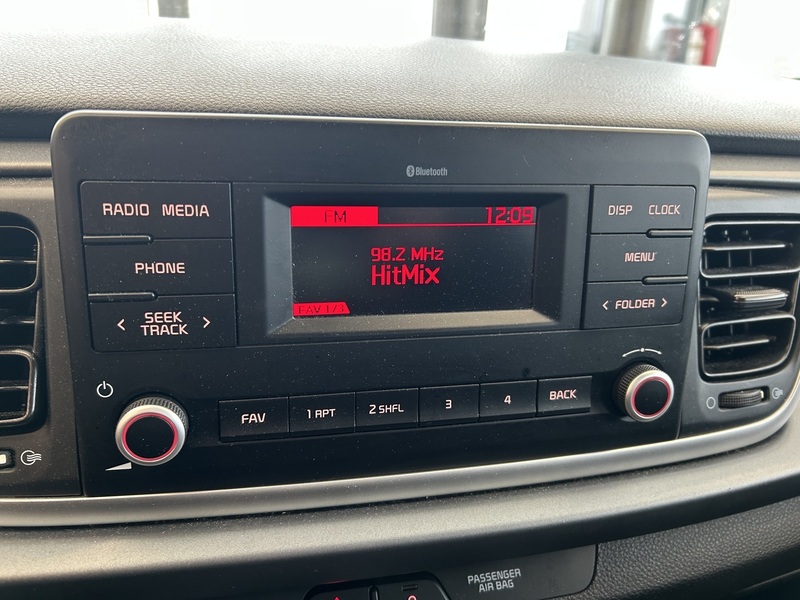 Bluetooth
RADIO MEDIA
PHONE
< SEEK TRACK >
FM 12:09
98.2 MHz
HitMix
FAV 1/3
DISP CLOCK
MENU
< FOLDER >
FAV 1 RPT 2 SHFL 3 4 BACK
PASSENGER
AIR BAG